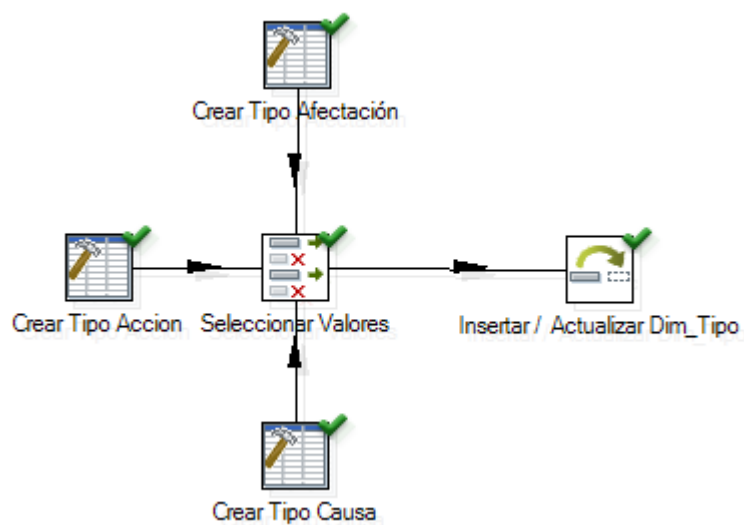 Crear Tipo Afectación
Crear Tipo Accion
Seleccionar Valores
Insertar / Actualizar Dim_Tipo
Crear Tipo Causa